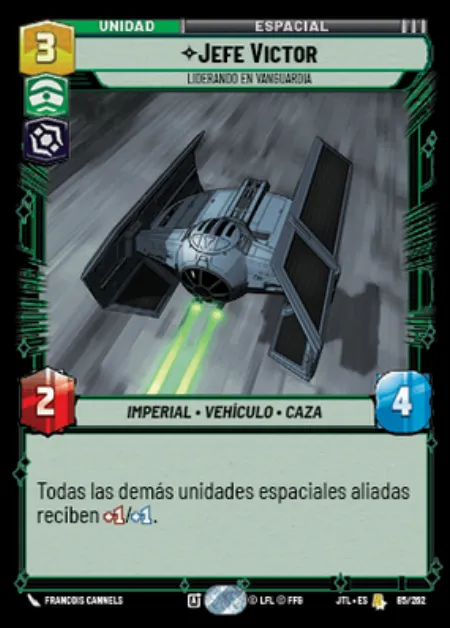 UNIDAD
ESPACIAL
3
JEFE VICTOR
LIDERANDO EN VANGUARDIA
2
IMPERIAL • VEHÍCULO • CAZA
4
Todas las demás unidades espaciales aliadas
reciben +1/+1.
FRANCOIS CANNELS
A
© LFL © FFG
JTL • ES
85/262